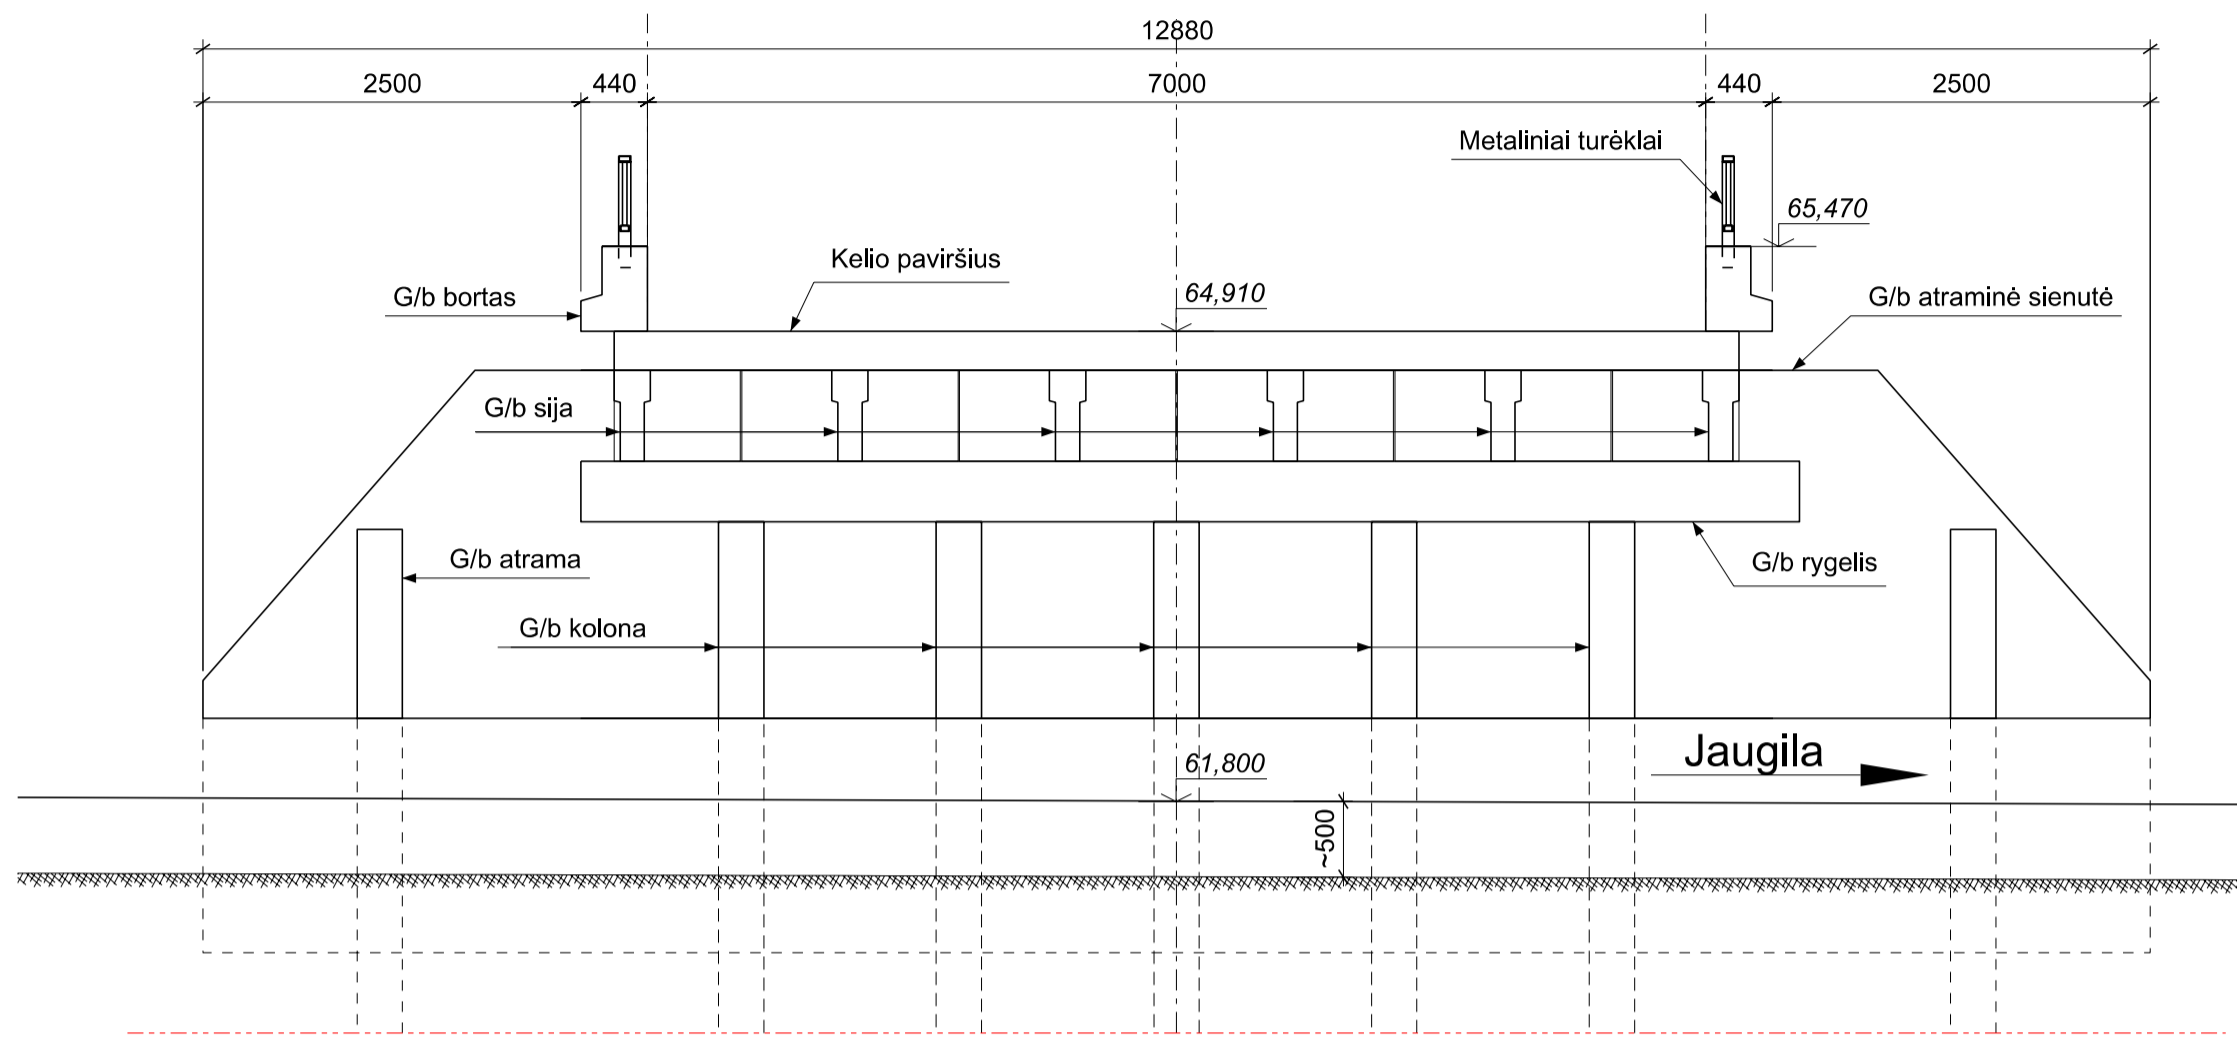 12880
2500 440 7000 440 2500
Metaliniai turėklai
65,470
Kelio paviršius
G/b bortas
64,910
G/b atraminė sienutė
G/b sija
G/b atrama
G/b rygelis
G/b kolona
Jaugila
61,800
~500